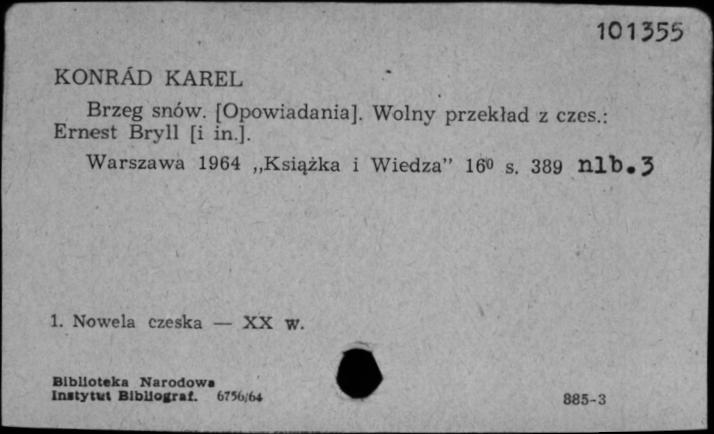 101355
KONRÁD KAREL
Brzeg snów. [Opowiadania]. Wolny przekład z czes.:
Ernest Bryll [i in.].
Warszawa 1964 „Książka i Wiedza” 16⁰ s. 389 nlb.3
1. Nowela czeska — XX w.
Biblioteka Narodowa
Instytut Bibliograf. 6756/64
885-3